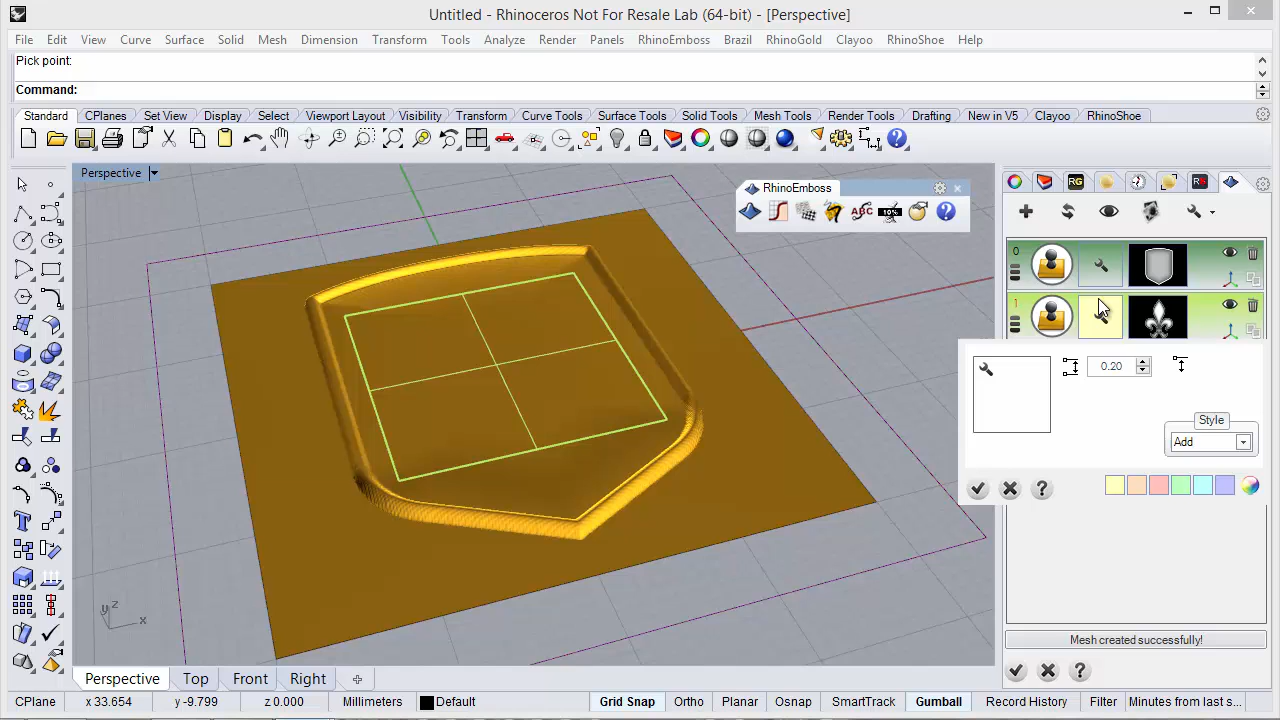 Untitled - Rhinoceros Not For Resale Lab (64-bit) - [Perspective]
File Edit View Curve Surface Solid Mesh Dimension Transform Tools Analyze Render Panels RhinoEmboss Brazil RhinoGold Clayoo RhinoShoe Help
Pick point:
Command:
Standard CPlanes Set View Display Select Viewport Layout Visibility Transform Curve Tools Surface Tools Solid Tools Mesh Tools Render Tools Drafting New in V5 Clayoo RhinoShoe
Perspective
RhinoEmboss
ABC
10%
RG
0
1
0.20
Style
Add
y z x
Mesh created successfully!
Perspective Top Front Right
CPlane x 33.654 y -9.799 z 0.000 Millimeters Default Grid Snap Ortho Planar Osnap SmartTrack Gumball Record History Filter Minutes from last s...